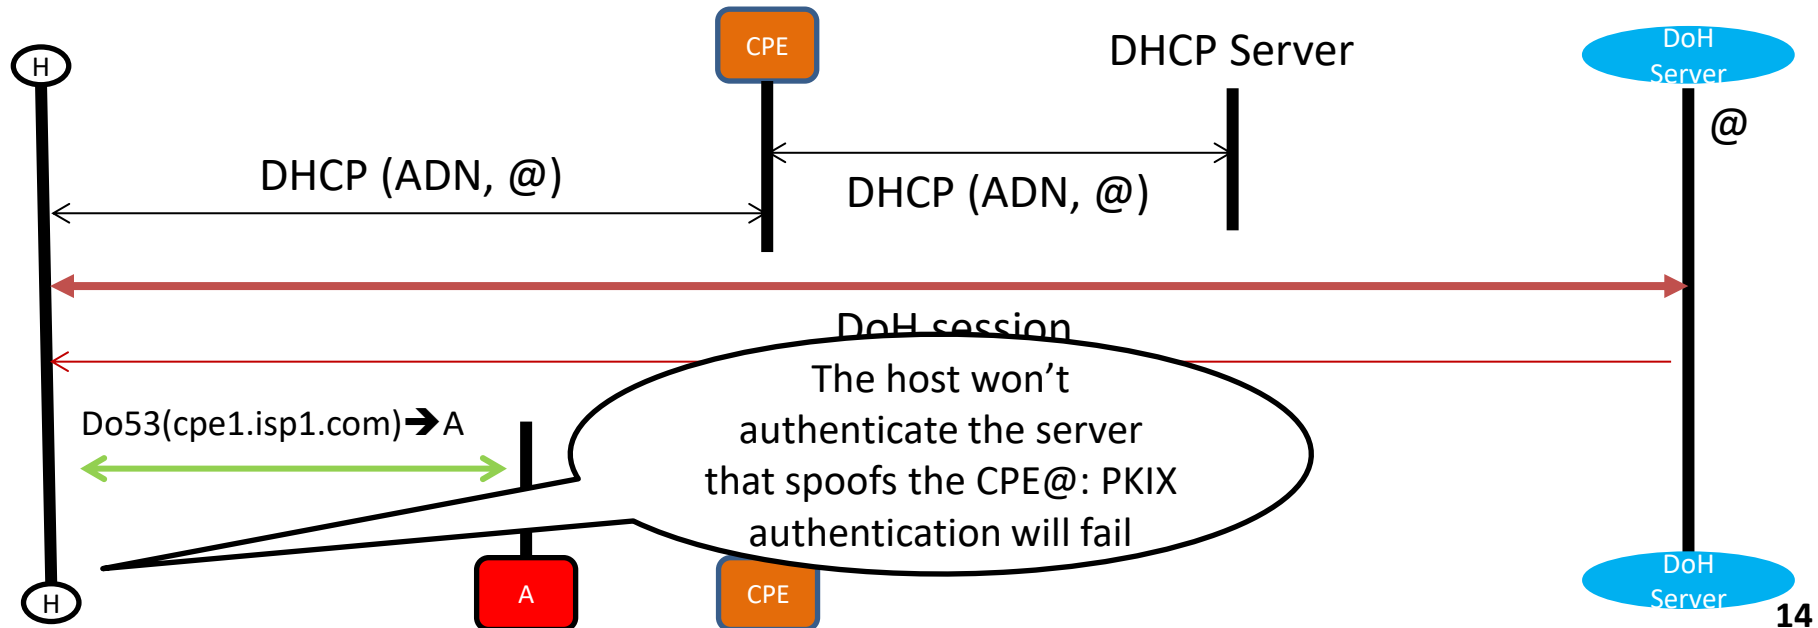 CPE
DHCP Server
DoH
Server
H
@
DHCP (ADN, @)
DHCP (ADN, @)
DoH session
The host won’t
authenticate the server
that spoofs the CPE@: PKIX
authentication will fail
Do53(cpe1.isp1.com)➔A
H
A
CPE
DoH
Server
14